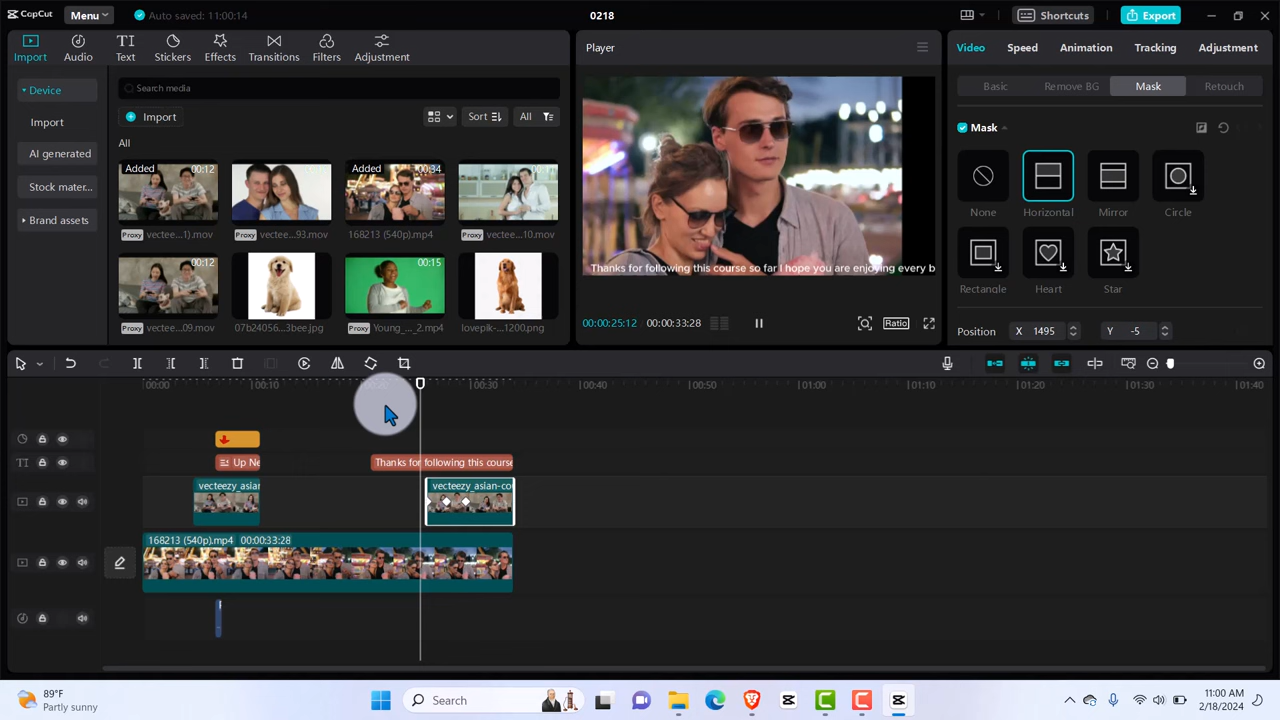 CapCut
Menu
Auto saved: 11:00:14
0218
Shortcuts
Export
Import
Audio
Text
Stickers
Effects
Transitions
Filters
Adjustment
Device
Import
AI generated
Stock mater...
Brand assets
Search media
Import
Sort
All
All
Added 00:12
Added 00:34
Proxy vectee...1).mov
Proxy vectee...93.mov
168213 (540p).mp4
Proxy vectee...10.mov
00:12
00:15
Proxy vectee...09.mov
07b24056...3bee.jpg
Proxy Young_..._2.mp4
lovepik-...1200.png
Player
Thanks for following this course so far I hope you are enjoying every b
00:00:25:12
00:00:33:28
Ratio
Video
Speed
Animation
Tracking
Adjustment
Basic
Remove BG
Mask
Retouch
Mask
None
Horizontal
Mirror
Circle
Rectangle
Heart
Star
Position
X 1495
Y -5
00:00
00:10
00:30
00:40
00:50
01:00
01:10
01:20
01:30
01:40
TI
Up Ne
Thanks for following this course
vecteezy_asian
vecteezy_asian-co
168213 (540p).mp4 00:00:33:28
89°F
Partly sunny
Search
11:00 AM
2/18/2024